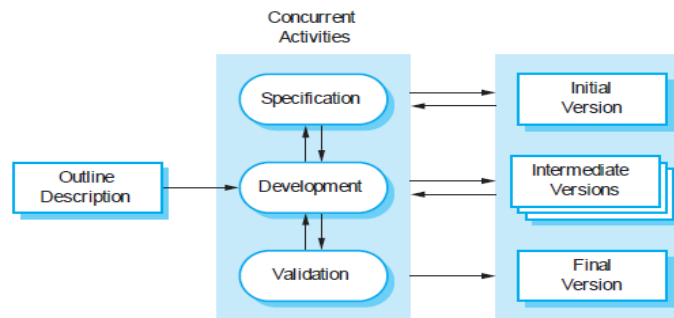 Concurrent
Activities
Specification
Initial
Version
Outline
Description
Development
Intermediate
Versions
Validation
Final
Version